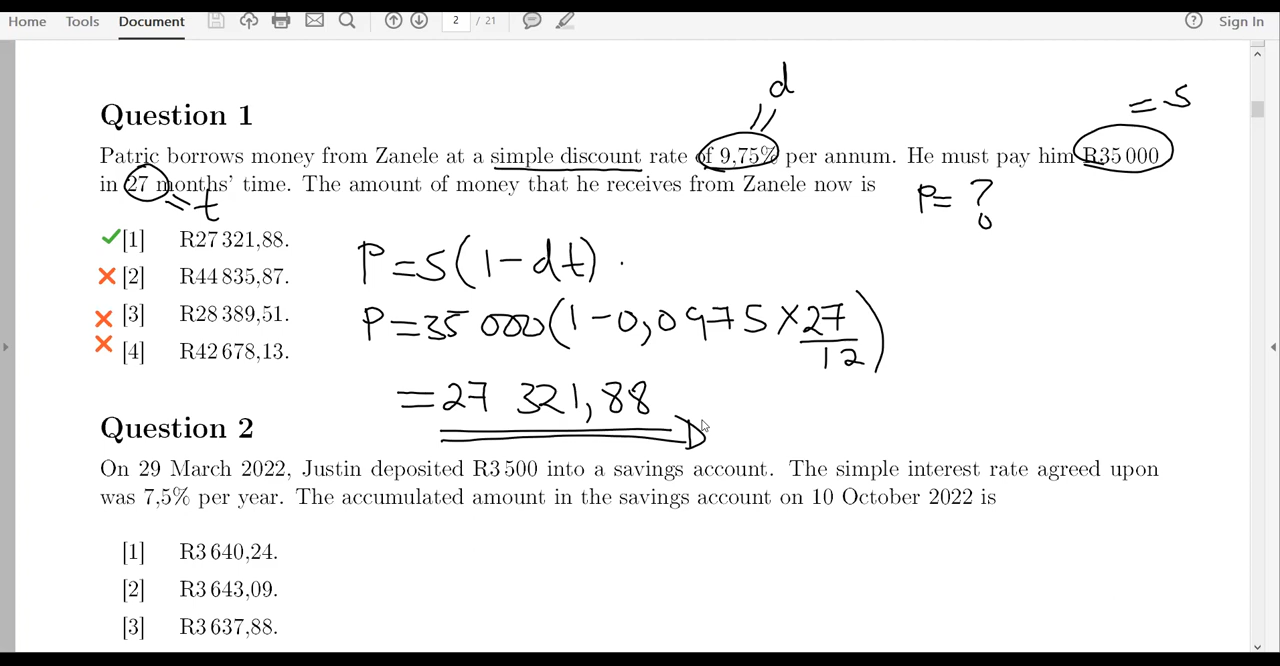 Home Tools Document 2 / 21 Sign In
d
= S
Question 1
Patric borrows money from Zanele at a simple discount rate of 9,75% per annum. He must pay him R35 000
in 27 months' time. The amount of money that he receives from Zanele now is
= t
P = ?
[1] R27 321,88.
[2] R44 835,87.
[3] R28 389,51.
[4] R42 678,13.
P = S(1 - dt).
P = 35 000(1 - 0,0975 × 27/12)
= 27 321,88
Question 2
On 29 March 2022, Justin deposited R3 500 into a savings account. The simple interest rate agreed upon
was 7,5% per year. The accumulated amount in the savings account on 10 October 2022 is
[1] R3 640,24.
[2] R3 643,09.
[3] R3 637,88.